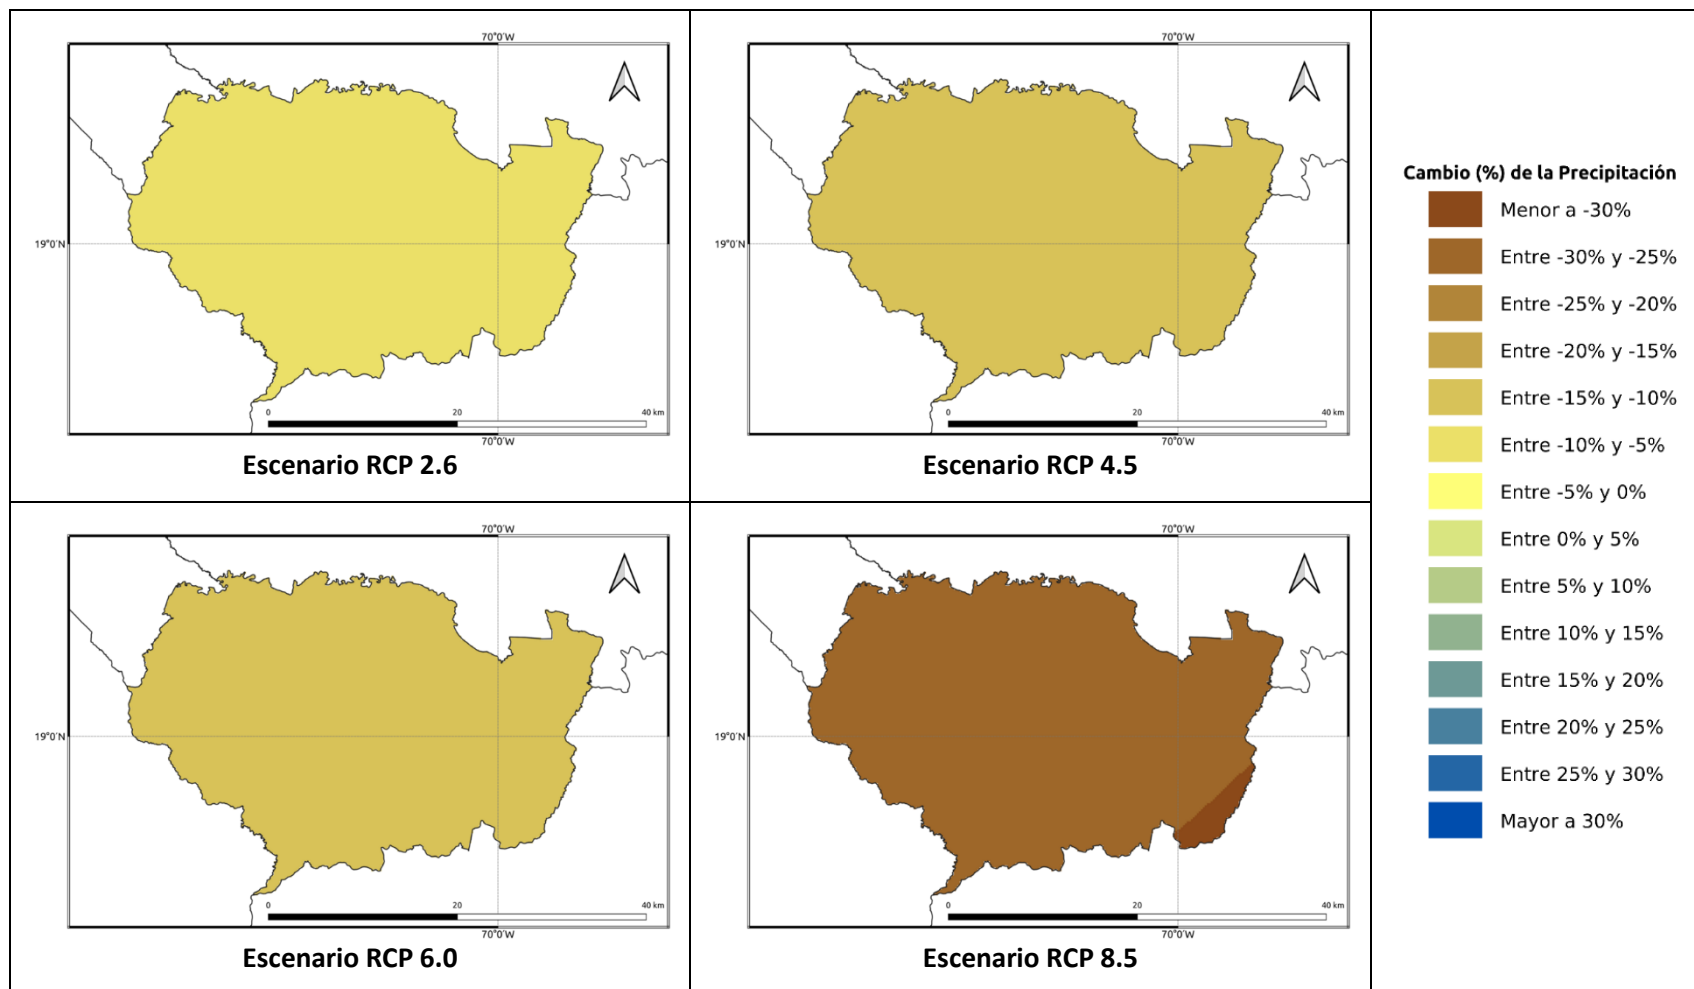 70°0'W
19°0'N
0 20 40 km
70°0'W
Escenario RCP 2.6
70°0'W
19°0'N
0 20 40 km
70°0'W
Escenario RCP 4.5
70°0'W
19°0'N
0 20 40 km
70°0'W
Escenario RCP 6.0
70°0'W
19°0'N
0 20 40 km
70°0'W
Escenario RCP 8.5
Cambio (%) de la Precipitación
Menor a -30%
Entre -30% y -25%
Entre -25% y -20%
Entre -20% y -15%
Entre -15% y -10%
Entre -10% y -5%
Entre -5% y 0%
Entre 0% y 5%
Entre 5% y 10%
Entre 10% y 15%
Entre 15% y 20%
Entre 20% y 25%
Entre 25% y 30%
Mayor a 30%